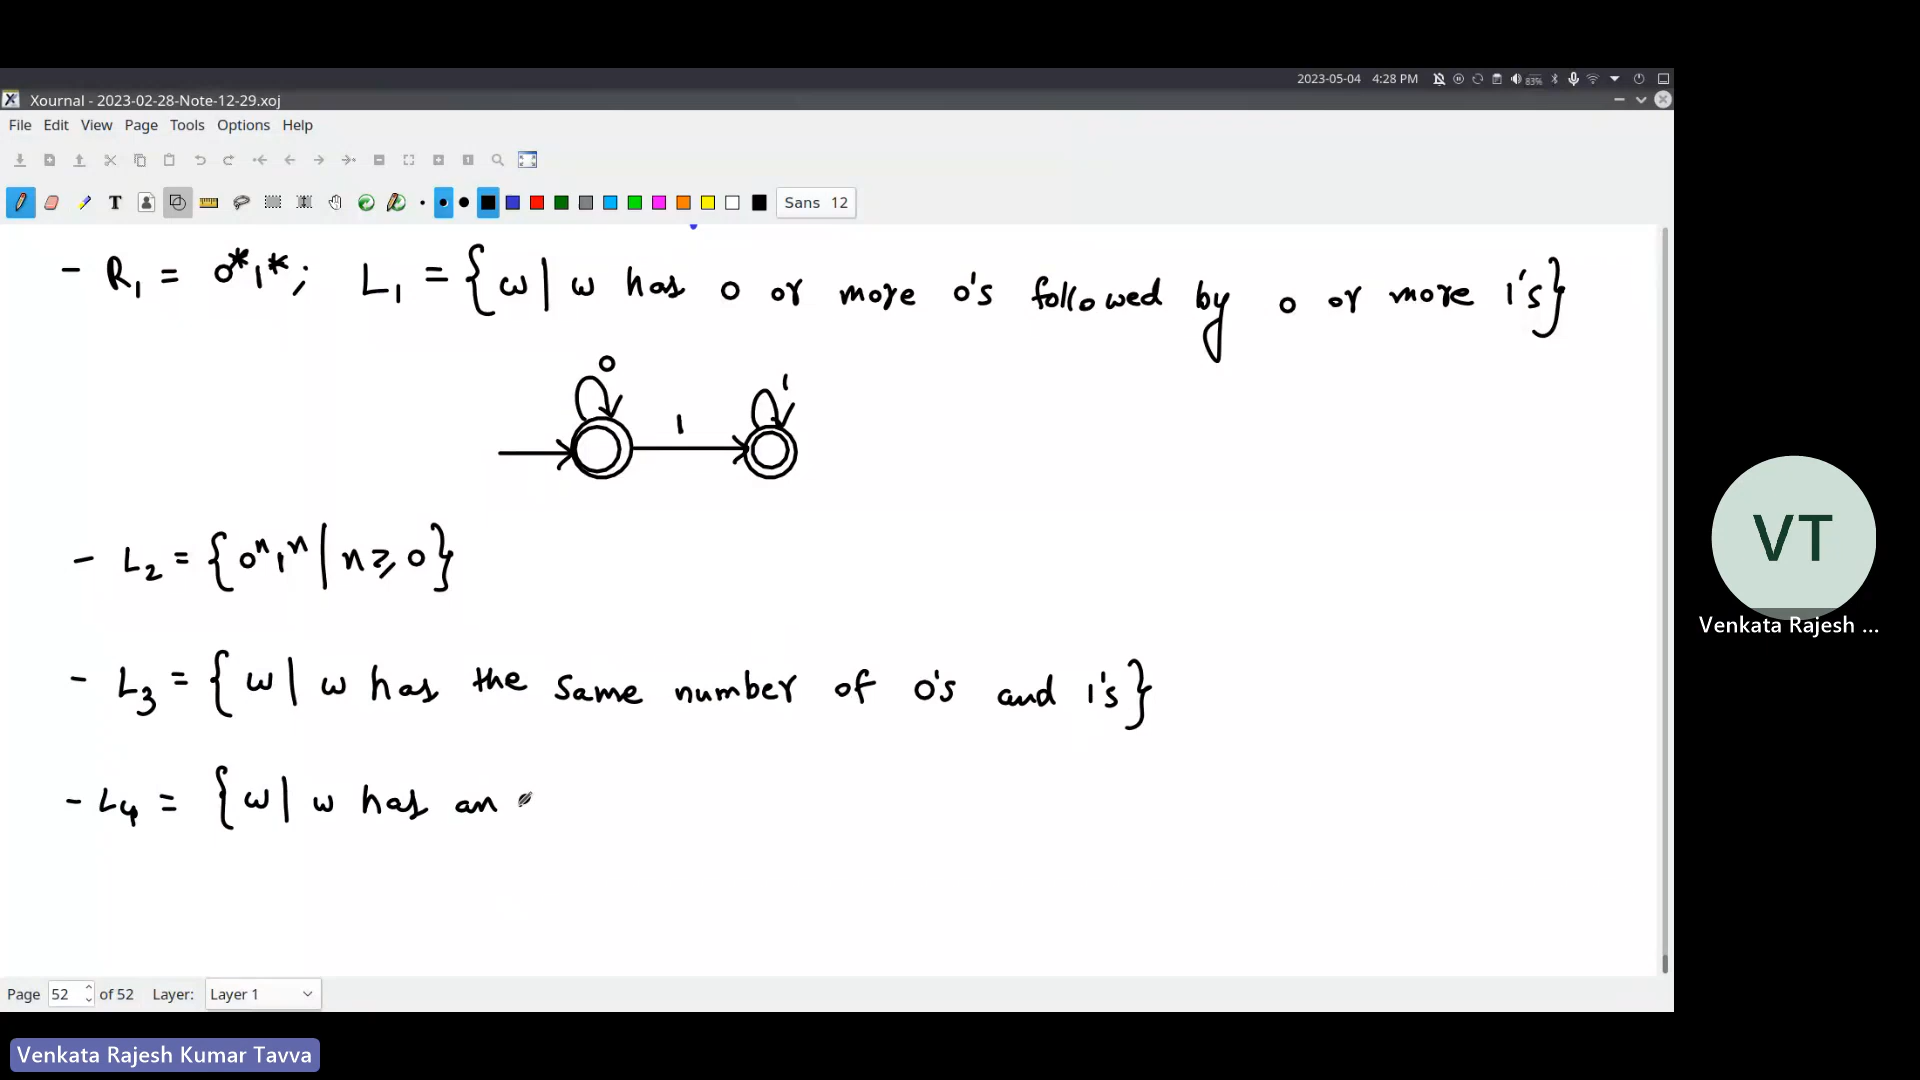 2023-05-04 4:28 PM 83%
Xournal - 2023-02-28-Note-12-29.xoj
File Edit View Page Tools Options Help
T Sans 12
- R₁ = 0*1*; L₁ = {w | w has 0 or more 0's followed by 0 or more 1's}
0 1
1
- L₂ = {0ⁿ1ⁿ | n ≥ 0}
- L₃ = {w | w has the same number of 0's and 1's}
- L₄ = {w | w has an
VT
Venkata Rajesh ...
Page 52 of 52 Layer: Layer 1
Venkata Rajesh Kumar Tavva